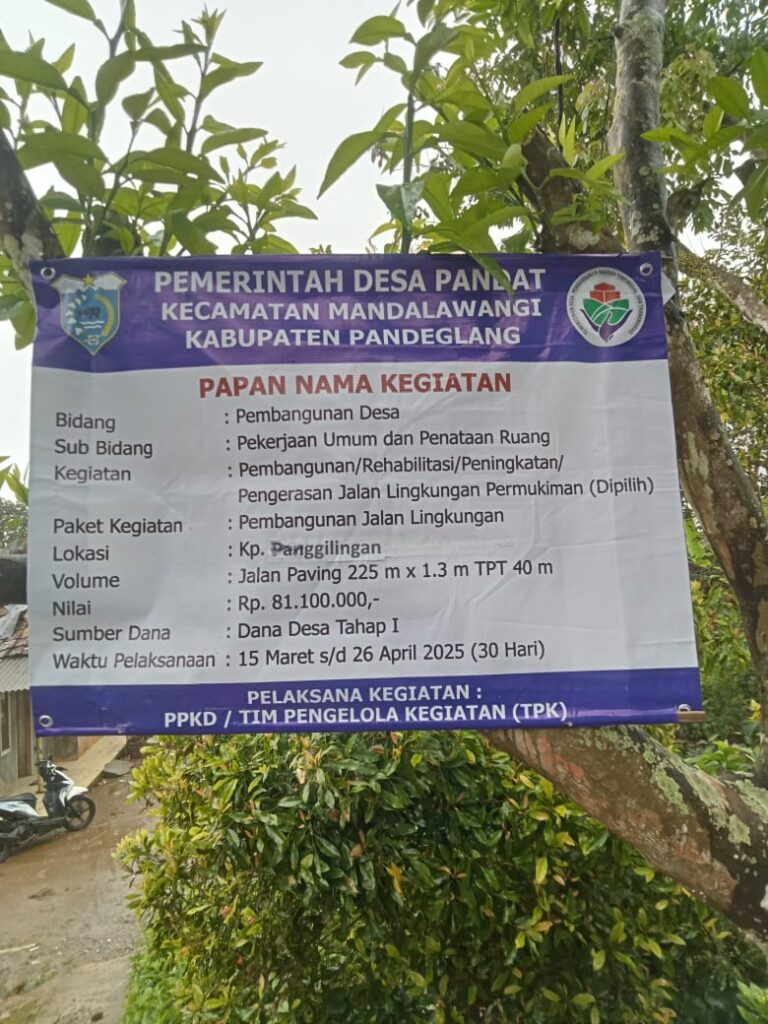 PEMERINTAH DESA PANDAT
KECAMATAN MANDALAWANGI
KABUPATEN PANDEGLANG
PAPAN NAMA KEGIATAN
Bidang : Pembangunan Desa
Sub Bidang : Pekerjaan Umum dan Penataan Ruang
Kegiatan : Pembangunan/Rehabilitasi/Peningkatan/
Pengerasan Jalan Lingkungan Permukiman (Dipilih)
Paket Kegiatan : Pembangunan Jalan Lingkungan
Lokasi : Kp. Panggilingan
Volume : Jalan Paving 225 m x 1.3 m TPT 40 m
Nilai : Rp. 81.100.000,-
Sumber Dana : Dana Desa Tahap I
Waktu Pelaksanaan : 15 Maret s/d 26 April 2025 (30 Hari)
PELAKSANA KEGIATAN :
PPKD / TIM PENGELOLA KEGIATAN (TPK)